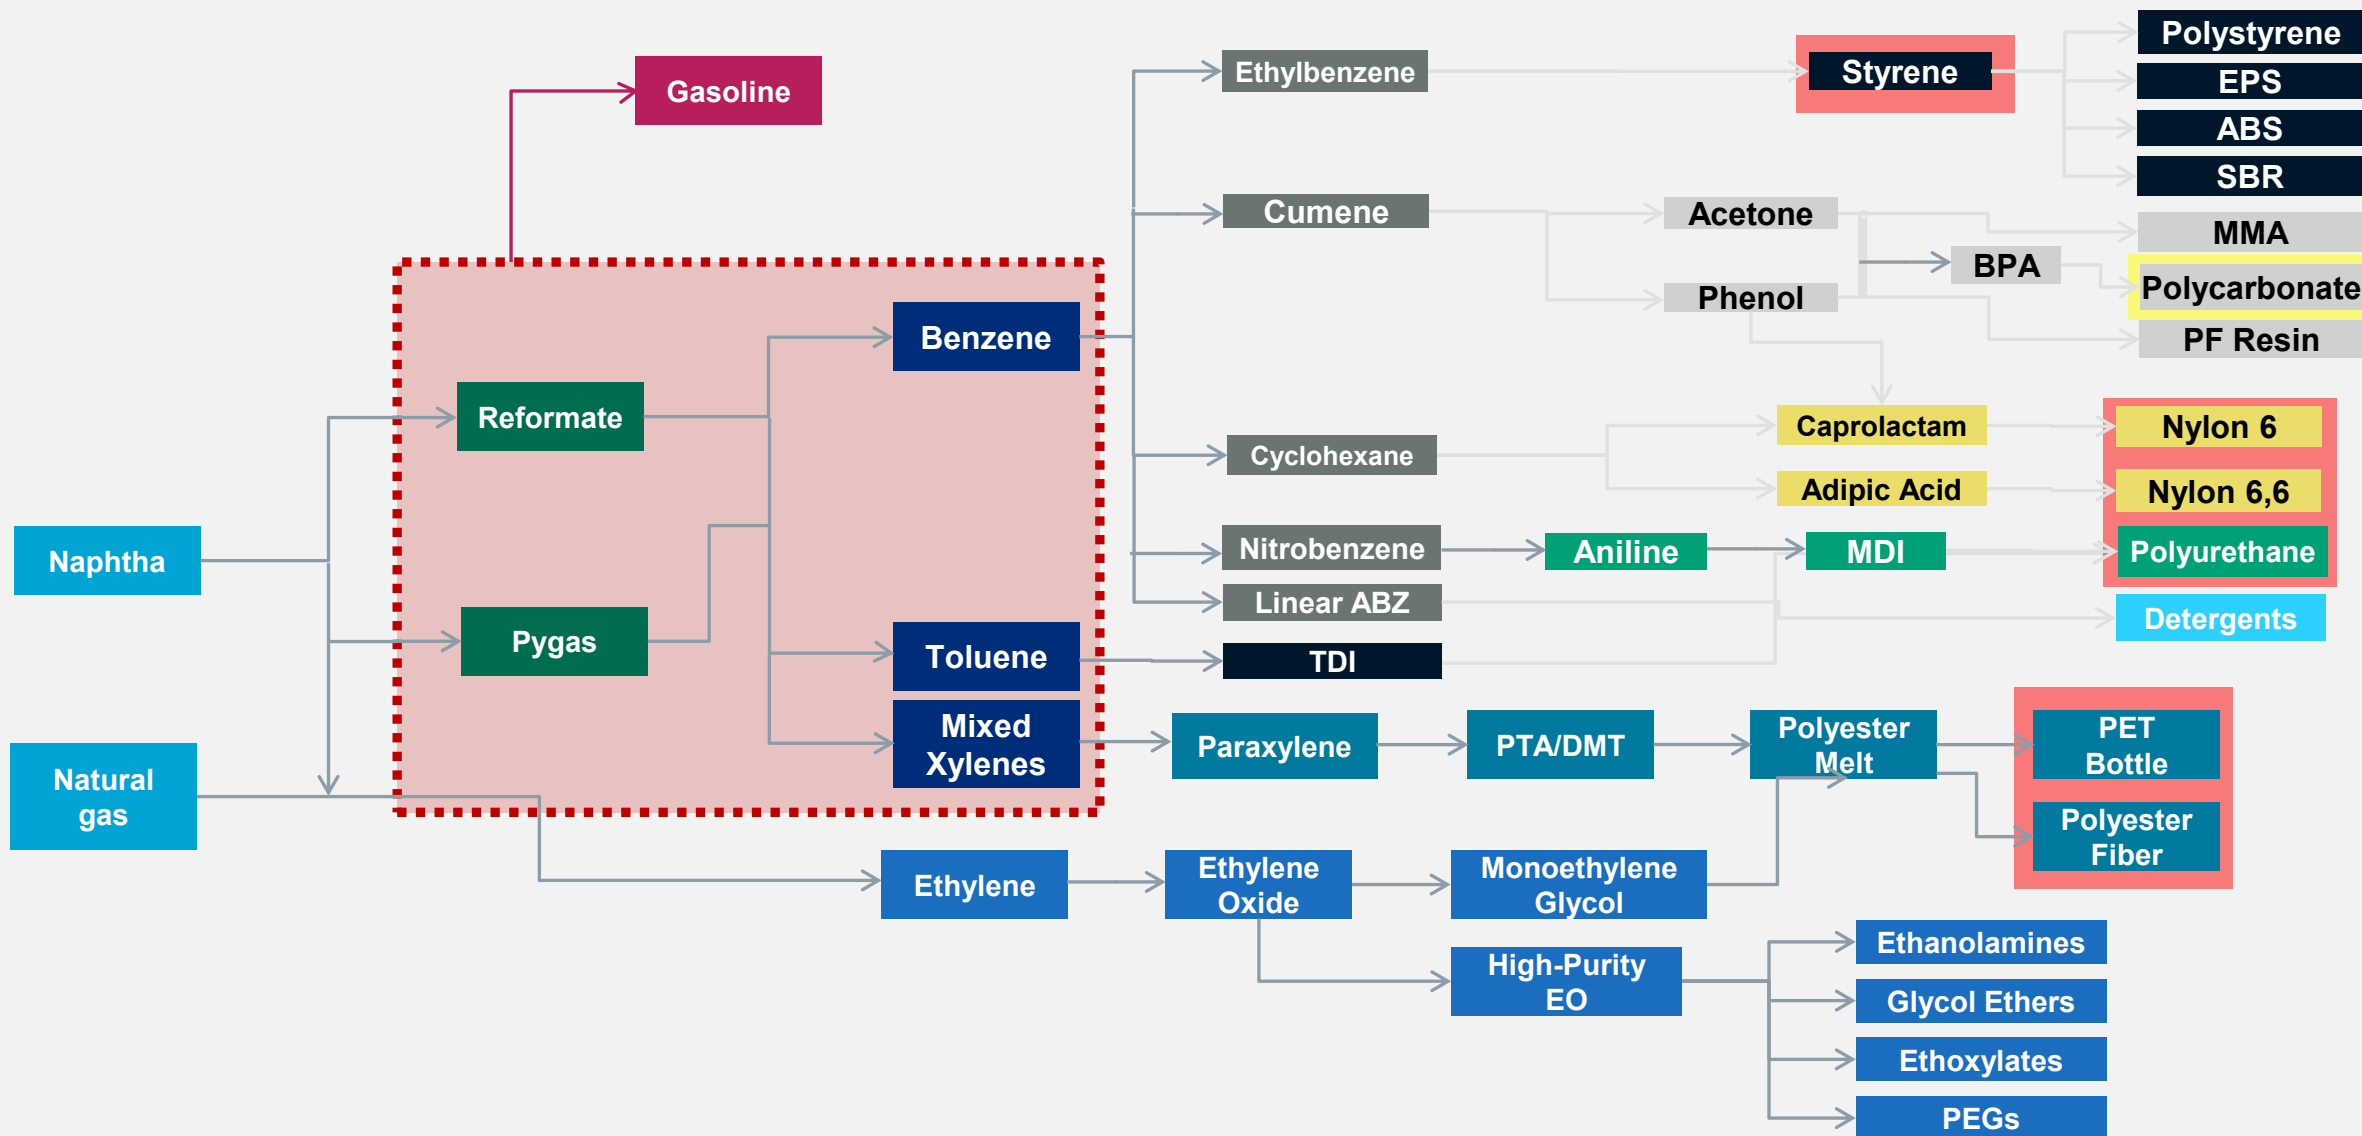 Polystyrene
Gasoline
Ethylbenzene
Styrene
EPS
ABS
SBR
Cumene
Acetone
MMA
BPA
Polycarbonate
Phenol
PF Resin
Benzene
Reformate
Caprolactam
Nylon 6
Cyclohexane
Adipic Acid
Nylon 6,6
Naphtha
Nitrobenzene
Aniline
MDI
Polyurethane
Linear ABZ
Detergents
Pygas
Toluene
TDI
Mixed
Xylenes
Paraxylene
PTA/DMT
Polyester
Melt
PET
Bottle
Natural
gas
Polyester
Fiber
Ethylene
Ethylene
Oxide
Monoethylene
Glycol
High-Purity
EO
Ethanolamines
Glycol Ethers
Ethoxylates
PEGs